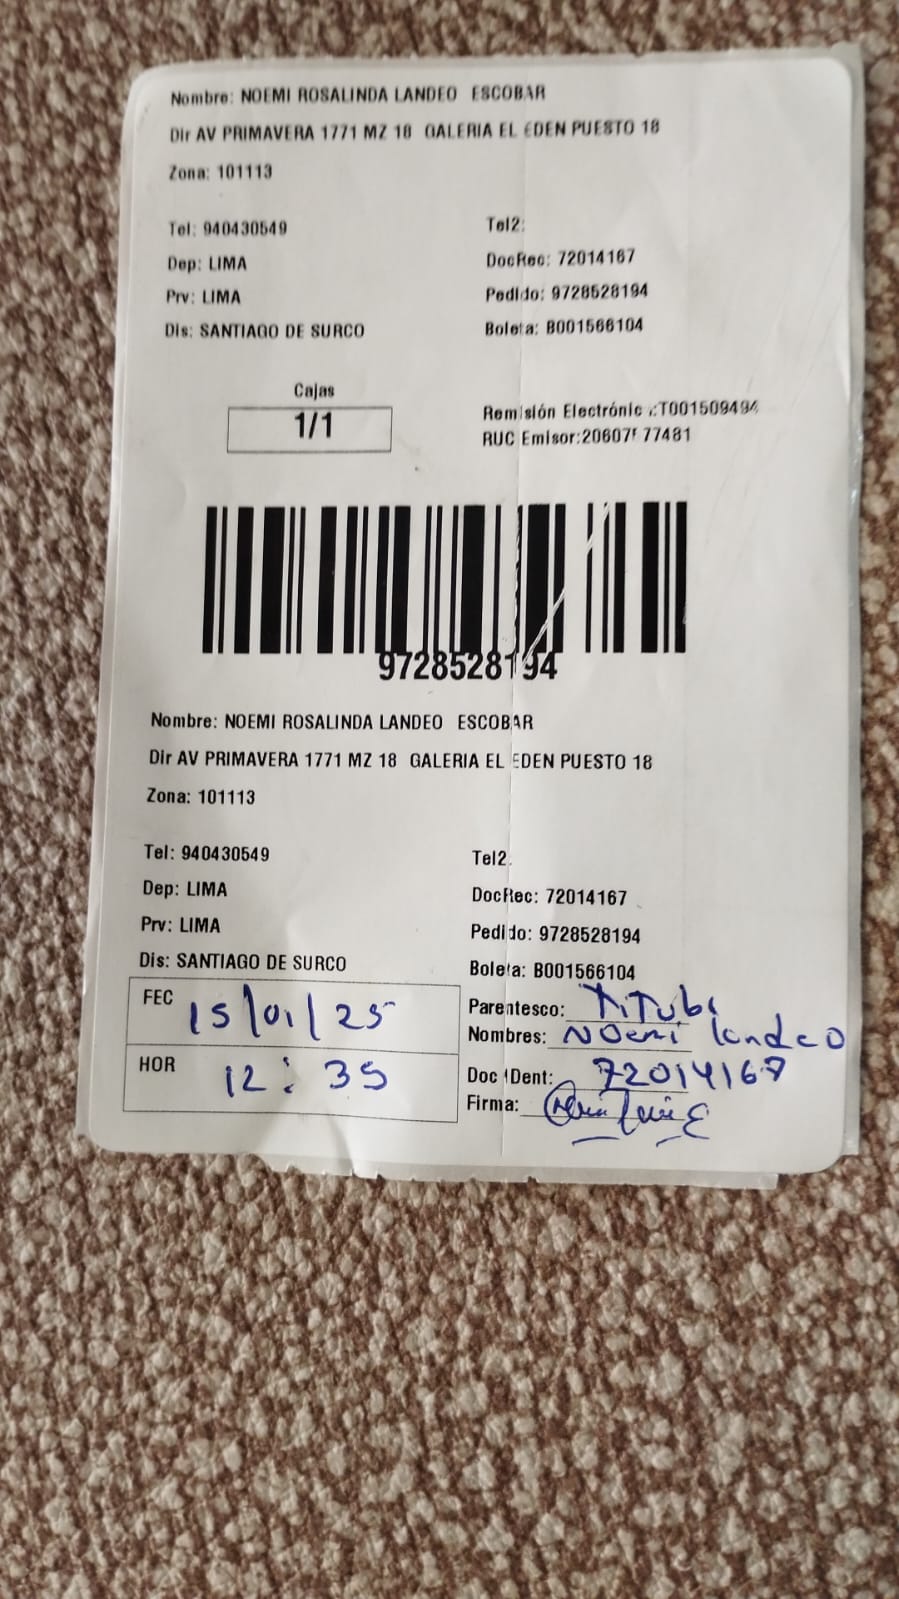 Nombre: NOEMI ROSALINDA LANDEO ESCOBAR
Dir AV PRIMAVERA 1771 MZ 18 GALERIA EL EDEN PUESTO 18
Zona: 101113
Tel: 940430549 Tel2:
Dep: LIMA DocRec: 72014167
Prv: LIMA Pedido: 9728528194
Dis: SANTIAGO DE SURCO Boleta: B001566104
Cajas
1/1
Remisión Electrónic :T001509494
RUC Emisor:
9728528194
Nombre: NOEMI ROSALINDA LANDEO ESCOBAR
Dir AV PRIMAVERA 1771 MZ 18 GALERIA EL EDEN PUESTO 18
Zona: 101113
Tel: 940430549 Tel2:
Dep: LIMA DocRec: 72014167
Prv: LIMA Pedido: 9728528194
Dis: SANTIAGO DE SURCO Boleta: B001566104
FEC 15/01/25
HOR 12:35
Parentesco:
Nombres: Noemi landeo
Doc Ident: 72014167
Firma: